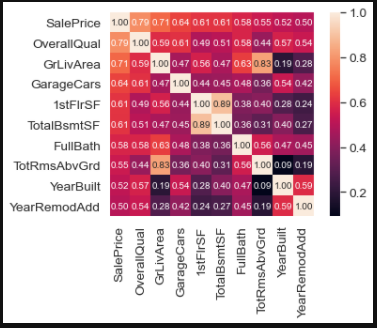 SalePrice 1.00 0.79 0.71 0.64 0.61 0.61 0.58 0.55 0.52 0.50
OverallQual 0.79 1.00 0.59 0.61 0.49 0.51 0.58 0.44 0.57 0.54
GrLivArea 0.71 0.59 1.00 0.47 0.56 0.47 0.63 0.83 0.19 0.28
GarageCars 0.64 0.61 0.47 1.00 0.44 0.45 0.48 0.36 0.54 0.42
1stFlrSF 0.61 0.49 0.56 0.44 1.00 0.89 0.38 0.40 0.28 0.24
TotalBsmtSF 0.61 0.51 0.47 0.45 0.89 1.00 0.36 0.31 0.40 0.27
FullBath 0.58 0.58 0.63 0.48 0.38 0.36 1.00 0.56 0.47 0.45
TotRmsAbvGrd 0.55 0.44 0.83 0.36 0.40 0.31 0.56 1.00 0.09 0.19
YearBuilt 0.52 0.57 0.19 0.54 0.28 0.40 0.47 0.09 1.00 0.59
YearRemodAdd 0.50 0.54 0.28 0.42 0.24 0.27 0.45 0.19 0.59 1.00
SalePrice
OverallQual
GrLivArea
GarageCars
1stFlrSF
TotalBsmtSF
FullBath
TotRmsAbvGrd
YearBuilt
YearRemodAdd
1.0
0.8
0.6
0.4
0.2